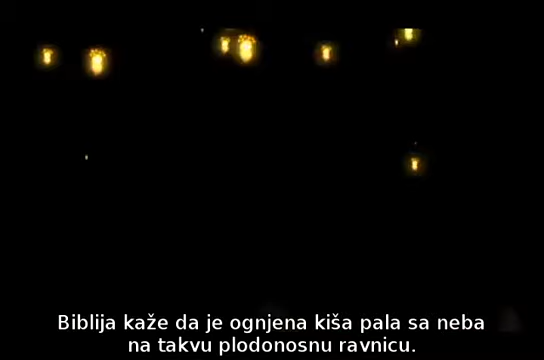 Biblija kaže da je ognjena kiša pala sa neba
na takvu plodonosnu ravnicu.